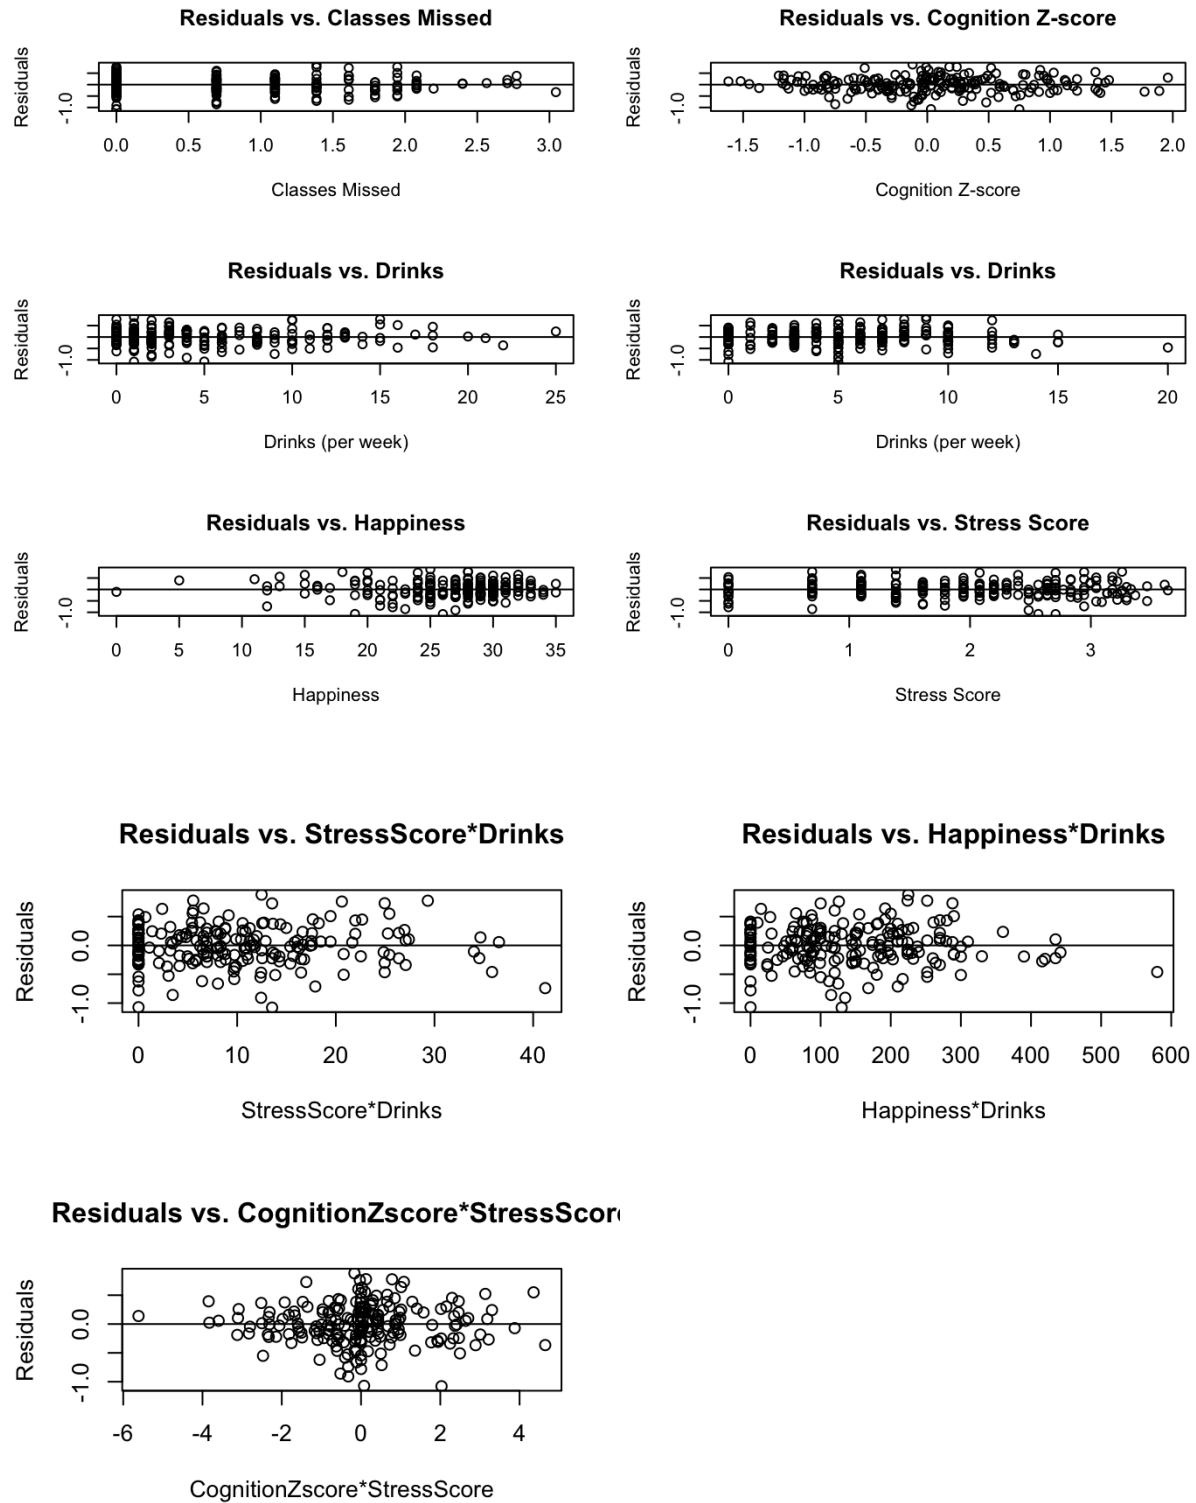 Residuals vs. Classes Missed
Residuals
-1.0
0.0 0.5 1.0 1.5 2.0 2.5 3.0
Classes Missed
Residuals vs. Cognition Z-score
Residuals
-1.0
-1.5 -1.0 -0.5 0.0 0.5 1.0 1.5 2.0
Cognition Z-score
Residuals vs. Drinks
Residuals
-1.0
0 5 10 15 20 25
Drinks (per week)
Residuals vs. Drinks
Residuals
-1.0
0 5 10 15 20
Drinks (per week)
Residuals vs. Happiness
Residuals
-1.0
0 5 10 15 20 25 30 35
Happiness
Residuals vs. Stress Score
Residuals
-1.0
0 1 2 3
Stress Score
Residuals vs. StressScore*Drinks
Residuals
0.0
-1.0
0 10 20 30 40
StressScore*Drinks
Residuals vs. Happiness*Drinks
Residuals
0.0
-1.0
0 100 200 300 400 500 600
Happiness*Drinks
Residuals vs. CognitionZscore*StressScor
Residuals
0.0
-1.0
-6 -4 -2 0 2 4
CognitionZscore*StressScore